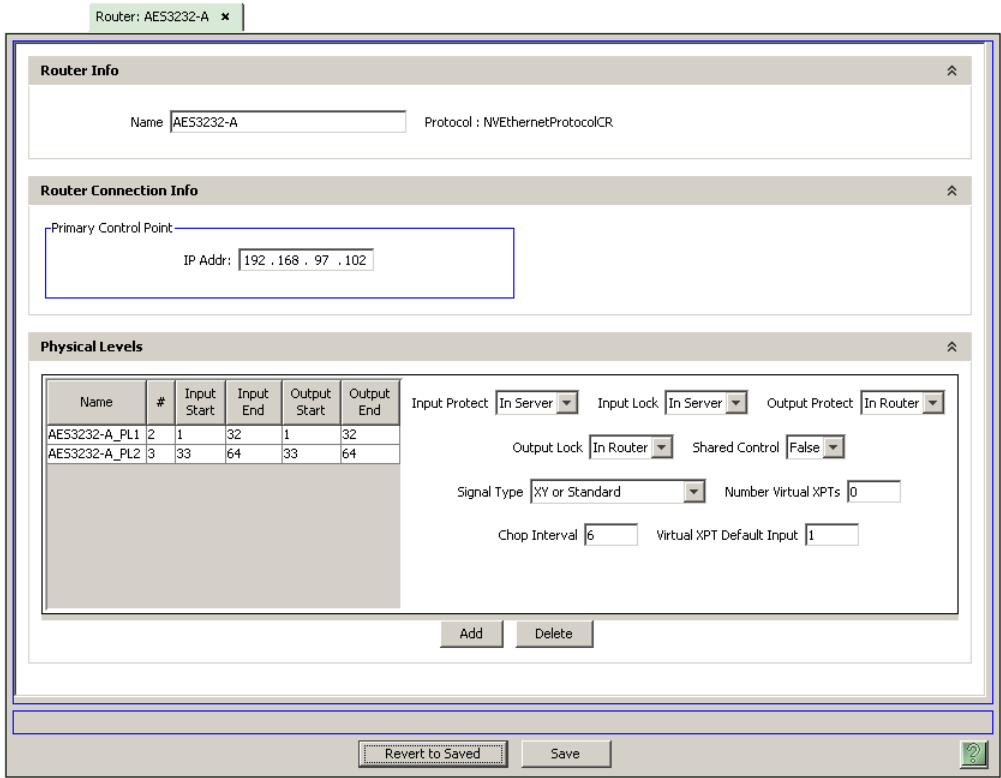 Router: AES3232-A ×
Router Info
Name AES3232-A Protocol : NVEthernetProtocolCR
Router Connection Info
Primary Control Point
IP Addr: 192 . 168 . 97 . 102
Physical Levels
Name # Input Start Input End Output Start Output End
AES3232-A_PL1 2 1 32 1 32
AES3232-A_PL2 3 33 64 33 64
Input Protect In Server Input Lock In Server Output Protect In Router
Output Lock In Router Shared Control False
Signal Type XY or Standard Number Virtual XPTs 0
Chop Interval 6 Virtual XPT Default Input 1
Add Delete
Revert to Saved Save ?